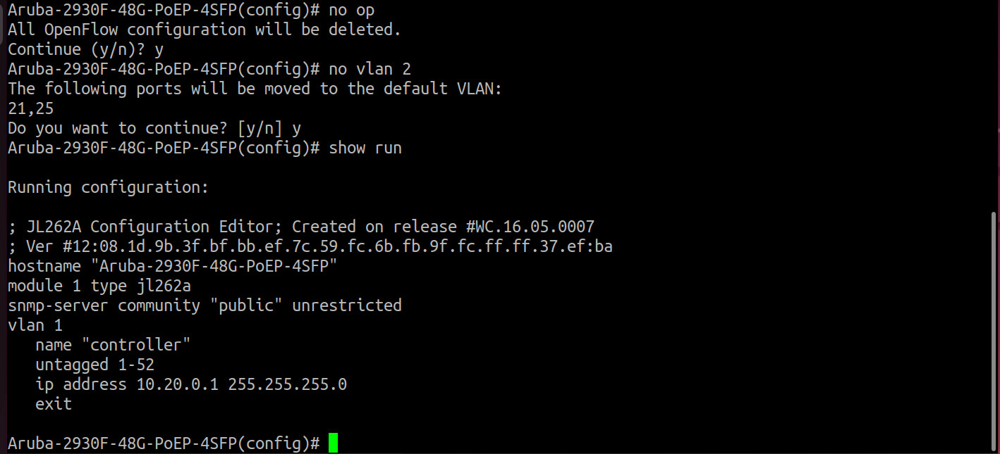 Aruba-2930F-48G-PoEP-4SFP(config)# no op
All OpenFlow configuration will be deleted.
Continue (y/n)? y
Aruba-2930F-48G-PoEP-4SFP(config)# no vlan 2
The following ports will be moved to the default VLAN:
21,25
Do you want to continue? [y/n] y
Aruba-2930F-48G-PoEP-4SFP(config)# show run
Running configuration:
; JL262A Configuration Editor; Created on release #WC.16.05.0007
; Ver #12:08.1d.9b.3f.bf.bb.ef.7c.59.fc.6b.fb.9f.fc.ff.ff.37.ef:ba
hostname "Aruba-2930F-48G-PoEP-4SFP"
module 1 type jl262a
snmp-server community "public" unrestricted
vlan 1
   name "controller"
   untagged 1-52
   ip address 10.20.0.1 255.255.255.0
   exit
Aruba-2930F-48G-PoEP-4SFP(config)#